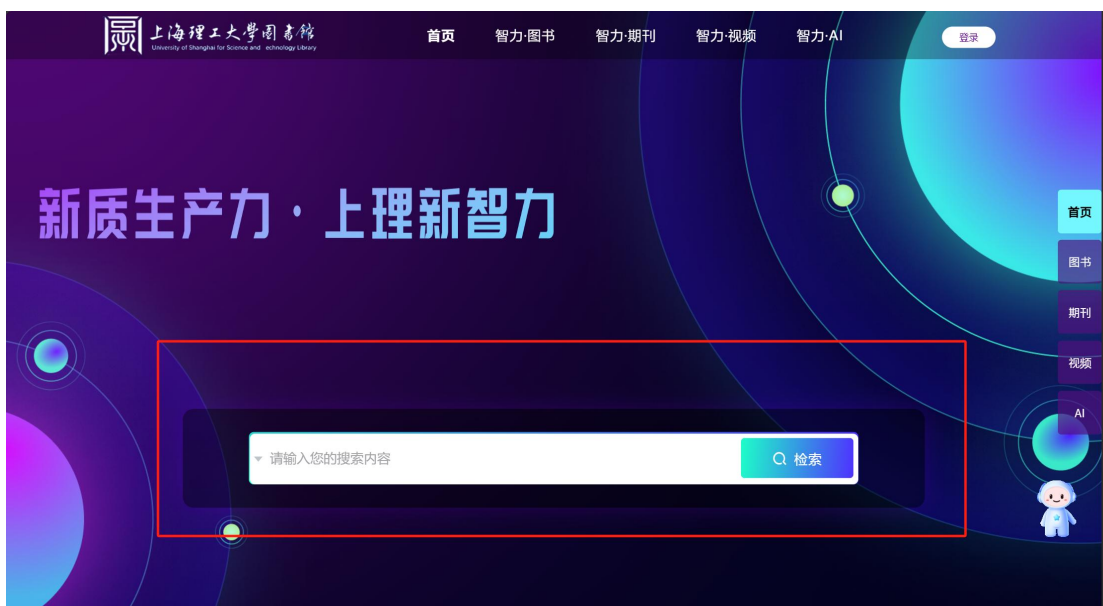 上海理工大學圖書館
University of Shanghai for Science and echnology Library
首页
智力·图书
智力·期刊
智力·视频
智力·AI
登录
新质生产力·上理新智力
首页
图书
期刊
视频
AI
请输入您的搜索内容
检索